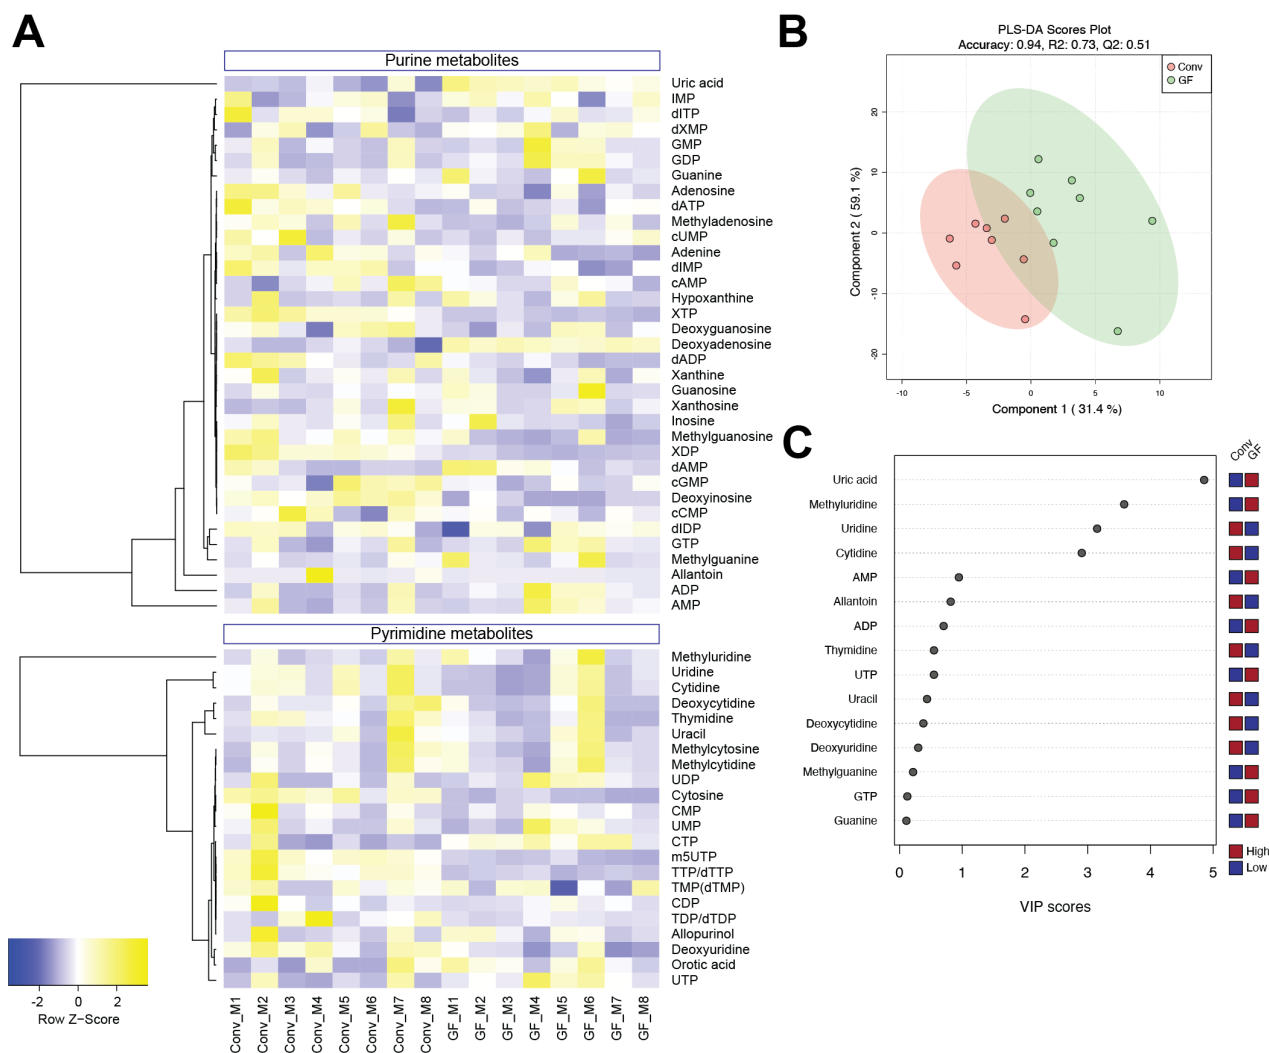 A
Purine metabolites
Uric acid
IMP
dITP
dXMP
GMP
GDP
Guanine
Adenosine
dATP
Methyladenosine
cUMP
Adenine
dIMP
cAMP
Hypoxanthine
XTP
Deoxyguanosine
Deoxyadenosine
dADP
Xanthine
Guanosine
Xanthosine
Inosine
Methylguanosine
XDP
dAMP
cGMP
Deoxyinosine
cCMP
dIDP
GTP
Methylguanine
Allantoin
ADP
AMP
Pyrimidine metabolites
Methyluridine
Uridine
Cytidine
Deoxycytidine
Thymidine
Uracil
Methylcytosine
Methylcytidine
UDP
Cytosine
CMP
UMP
CTP
m5UTP
TTP/dTTP
TMP(dTMP)
CDP
TDP/dTDP
Allopurinol
Deoxyuridine
Orotic acid
UTP
Conv_M1
Conv_M2
Conv_M3
Conv_M4
Conv_M5
Conv_M6
Conv_M7
Conv_M8
GF_M1
GF_M2
GF_M3
GF_M4
GF_M5
GF_M6
GF_M7
GF_M8
-2 0 2
Row Z-Score
B
PLS-DA Scores Plot
Accuracy: 0.94, R2: 0.73, Q2: 0.51
Conv
GF
Component 2 ( 59.1 %)
20
10
0
-10
-20
-10 -5 0 5 10
Component 1 ( 31.4 %)
C
Conv
GF
Uric acid
Methyluridine
Uridine
Cytidine
AMP
Allantoin
ADP
Thymidine
UTP
Uracil
Deoxycytidine
Deoxyuridine
Methylguanine
GTP
Guanine
High
Low
0 1 2 3 4 5
VIP scores